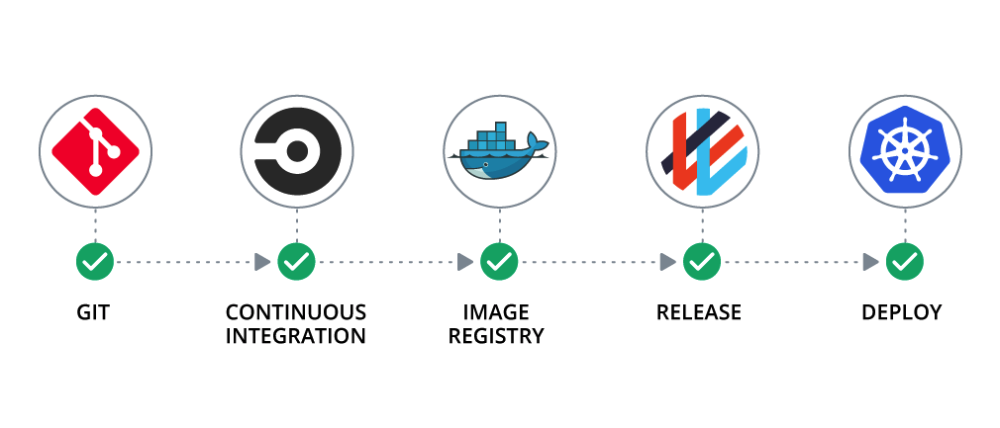 GIT
CONTINUOUS
INTEGRATION
IMAGE
REGISTRY
RELEASE
DEPLOY